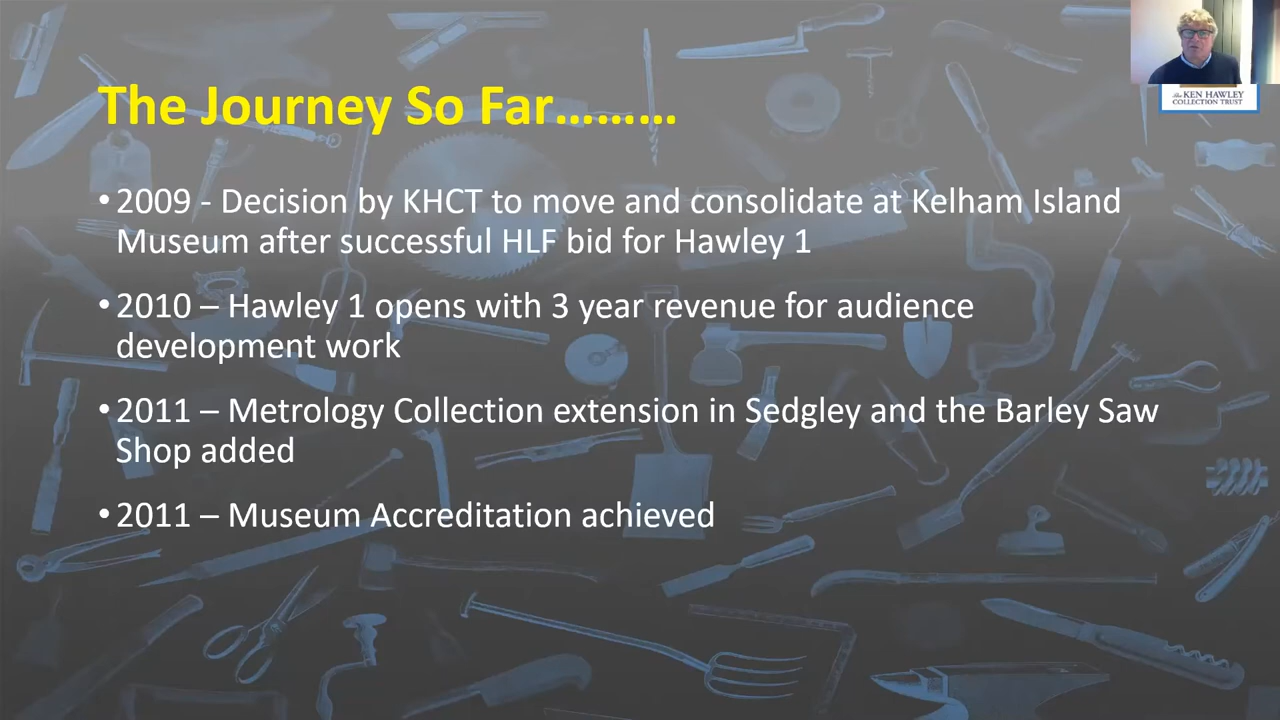 The KEN HAWLEY
COLLECTION TRUST
The Journey So Far………
• 2009 - Decision by KHCT to move and consolidate at Kelham Island
Museum after successful HLF bid for Hawley 1
• 2010 – Hawley 1 opens with 3 year revenue for audience
development work
• 2011 – Metrology Collection extension in Sedgley and the Barley Saw
Shop added
• 2011 – Museum Accreditation achieved